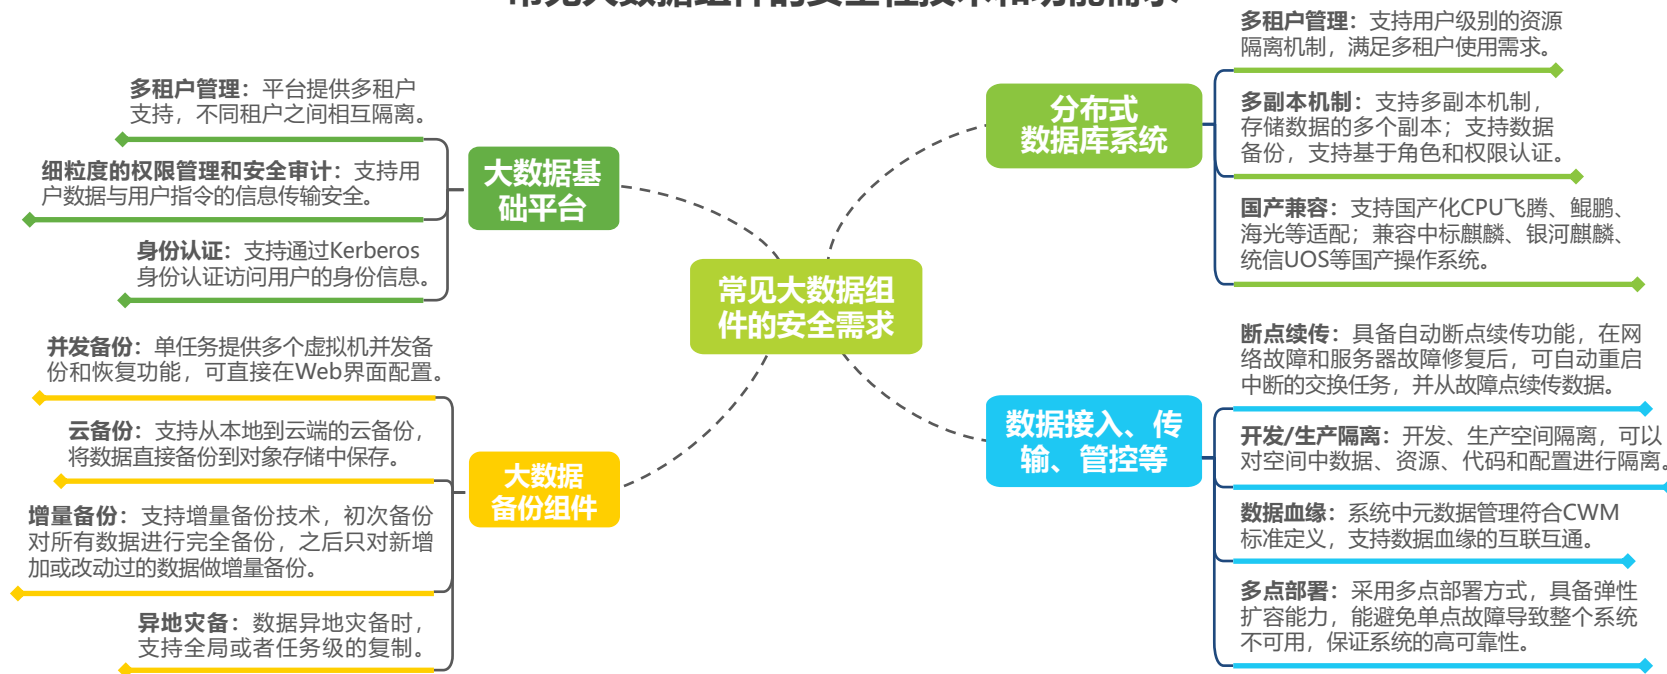 常见大数据组件的安全性技术和功能需求
多租户管理：平台提供多租户
支持，不同租户之间相互隔离。
细粒度的权限管理和安全审计：支持用
户数据与用户指令的信息传输安全。
身份认证：支持通过Kerberos
身份认证访问用户的身份信息。
大数据基
础平台
并发备份：单任务提供多个虚拟机并发备
份和恢复功能，可直接在Web界面配置。
云备份：支持从本地到云端的云备份，
将数据直接备份到对象存储中保存。
增量备份：支持增量备份技术，初次备份
对所有数据进行完全备份，之后只对新增
加或改动过的数据做增量备份。
异地灾备：数据异地灾备时，
支持全局或者任务级的复制。
大数据
备份组件
常见大数据组
件的安全需求
分布式
数据库系统
多租户管理：支持用户级别的资源
隔离机制，满足多租户使用需求。
多副本机制：支持多副本机制，
存储数据的多个副本；支持数据
备份，支持基于角色和权限认证。
国产兼容：支持国产化CPU飞腾、鲲鹏、
海光等适配；兼容中标麒麟、银河麒麟、
统信UOS等国产操作系统。
数据接入、传
输、管控等
断点续传：具备自动断点续传功能，在网
络故障和服务器故障修复后，可自动重启
中断的交换任务，并从故障点续传数据。
开发/生产隔离：开发、生产空间隔离，可以
对空间中数据、资源、代码和配置进行隔离。
数据血缘：系统中元数据管理符合CWM
标准定义，支持数据血缘的互联互通。
多点部署：采用多点部署方式，具备弹性
扩容能力，能避免单点故障导致整个系统
不可用，保证系统的高可靠性。